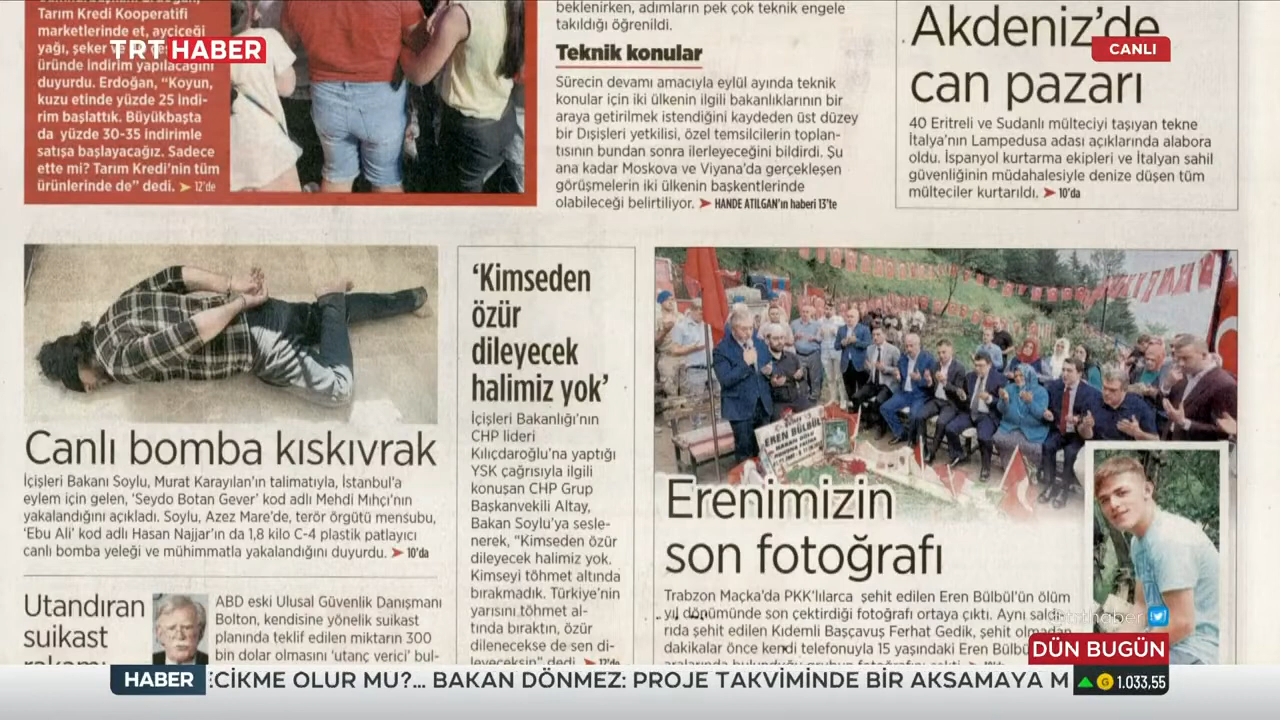 Tarım Kredi Kooperatifi
marketlerinde et, ayçiçeği
yağı, şeker
üründe indirim yapılacağını
duyurdu. Erdoğan, “Koyun,
kuzu etinde yüzde 25 indi-
rim başlattık. Büyükbaşta
da yüzde 30-35 indirimle
satışa başlayacağız. Sadece
ette mi? Tarım Kredi’nin tüm
ürünlerinde de” dedi. ➤ 12’de
TRT HABER
beklenirken, adımların pek çok teknik engele
takıldığı öğrenildi.
Teknik konular
Sürecin devamı amacıyla eylül ayında teknik
konular için iki ülkenin ilgili bakanlıklarının bir
araya getirilmek istendiğini kaydeden üst düzey
bir Dışişleri yetkilisi, özel temsilcilerin toplan-
tısının bundan sonra ilerleyeceğini bildirdi. Şu
ana kadar Moskova ve Viyana’da gerçekleşen
görüşmelerin iki ülkenin başkentlerinde
olabileceği belirtiliyor. ➤ HANDE ATILGAN’ın haberi 13’te
Akdeniz’de
can pazarı
CANLI
40 Eritreli ve Sudanlı mülteciyi taşıyan tekne
İtalya’nın Lampedusa adası açıklarında alabora
oldu. İspanyol kurtarma ekipleri ve İtalyan sahil
güvenliğinin müdahalesiyle denize düşen tüm
mülteciler kurtarıldı. ➤ 10’da
Canlı bomba kıskıvrak
İçişleri Bakanı Soylu, Murat Karayılan’ın talimatıyla, İstanbul’a
eylem için gelen, ‘Seydo Botan Gever’ kod adlı Mehdi Mıhçı’nın
yakalandığını açıkladı. Soylu, Azez Mare’de, terör örgütü mensubu,
‘Ebu Ali’ kod adlı Hasan Najjar’ın da 1,8 kilo C-4 plastik patlayıcı
canlı bomba yeleği ve mühimmatla yakalandığını duyurdu. ➤ 10’da
Utandıran
suikast
rakamı
ABD eski Ulusal Güvenlik Danışmanı
Bolton, kendisine yönelik suikast
planında teklif edilen miktarın 300
bin dolar olmasını ‘utanç verici’ bul-
‘Kimseden
özür
dileyecek
halimiz yok’
İçişleri Bakanlığı’nın
CHP lideri
Kılıçdaroğlu’na yaptığı
YSK çağrısıyla ilgili
konuşan CHP Grup
Başkanvekili Altay,
Bakan Soylu’ya sesle-
nerek, “Kimseden özür
dileyecek halimiz yok.
Kimseyi töhmet altında
bırakmadık. Türkiye’nin
yarısını töhmet al-
tında bıraktın, özür
dilenecekse de sen di-
leyeceksin” dedi. ➤ 12’de
EREN BÜLBÜL
Erenimizin
son fotoğrafı
Trabzon Maçka’da PKK’lılarca şehit edilen Eren Bülbül’ün ölüm
yıl dönümünde son çektirdiği fotoğrafı ortaya çıktı. Aynı saldı-
rıda şehit edilen Kıdemli Başçavuş Ferhat Gedik, şehit olmadan
dakikalar önce kendi telefonuyla 15 yaşındaki Eren
trthaber
DÜN BUGÜN
HABER
ECİKME OLUR MU?... BAKAN DÖNMEZ: PROJE TAKVİMİNDE BİR AKSAMAYA M
G 1.033,55